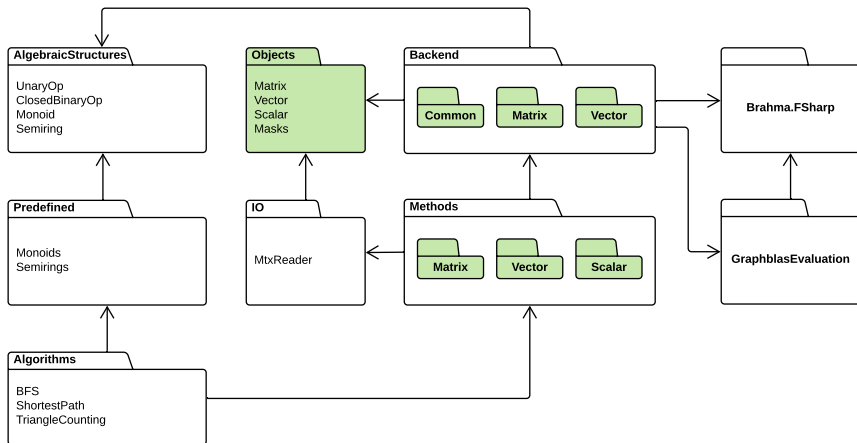 AlgebraicStructures
UnaryOp
ClosedBinaryOp
Monoid
Semiring
Objects
Matrix
Vector
Scalar
Masks
Backend
Common
Matrix
Vector
Brahma.FSharp
Predefined
Monoids
Semirings
IO
MtxReader
Methods
Matrix
Vector
Scalar
GraphblasEvaluation
Algorithms
BFS
ShortestPath
TriangleCounting